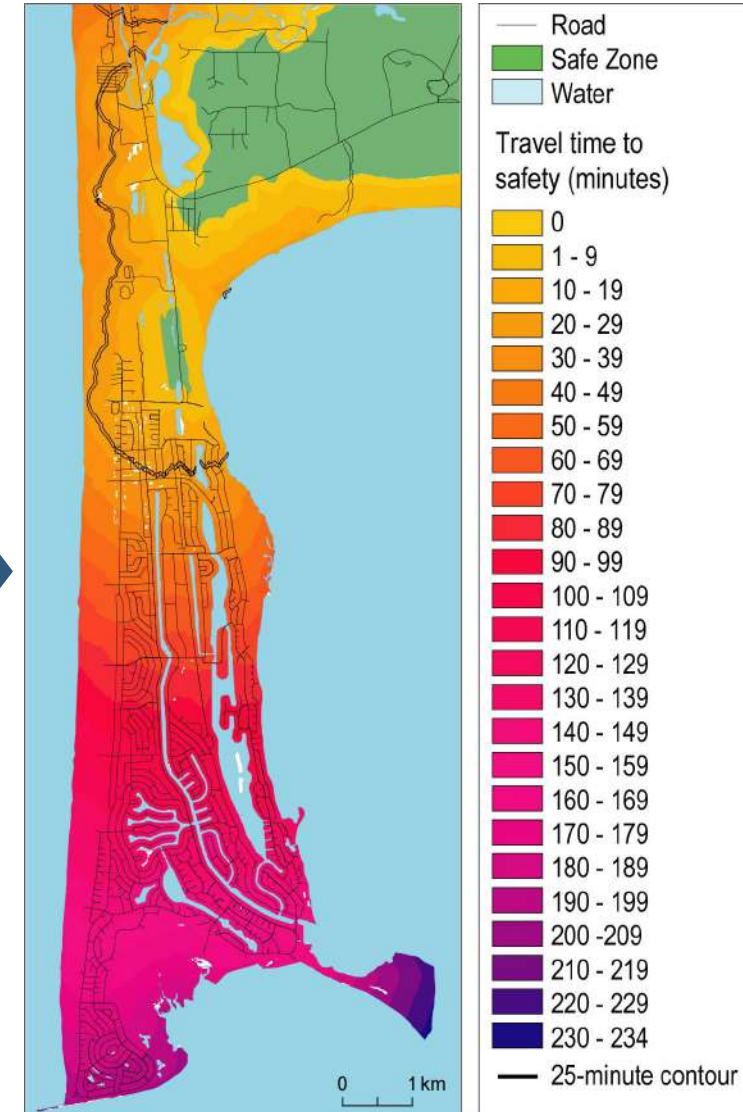 Road
Safe Zone
Water
Travel time to
safety (minutes)
0
1 - 9
10 - 19
20 - 29
30 - 39
40 - 49
50 - 59
60 - 69
70 - 79
80 - 89
90 - 99
100 - 109
110 - 119
120 - 129
130 - 139
140 - 149
150 - 159
160 - 169
170 - 179
180 - 189
190 - 199
200 -209
210 - 219
220 - 229
230 - 234
25-minute contour
0 1 km